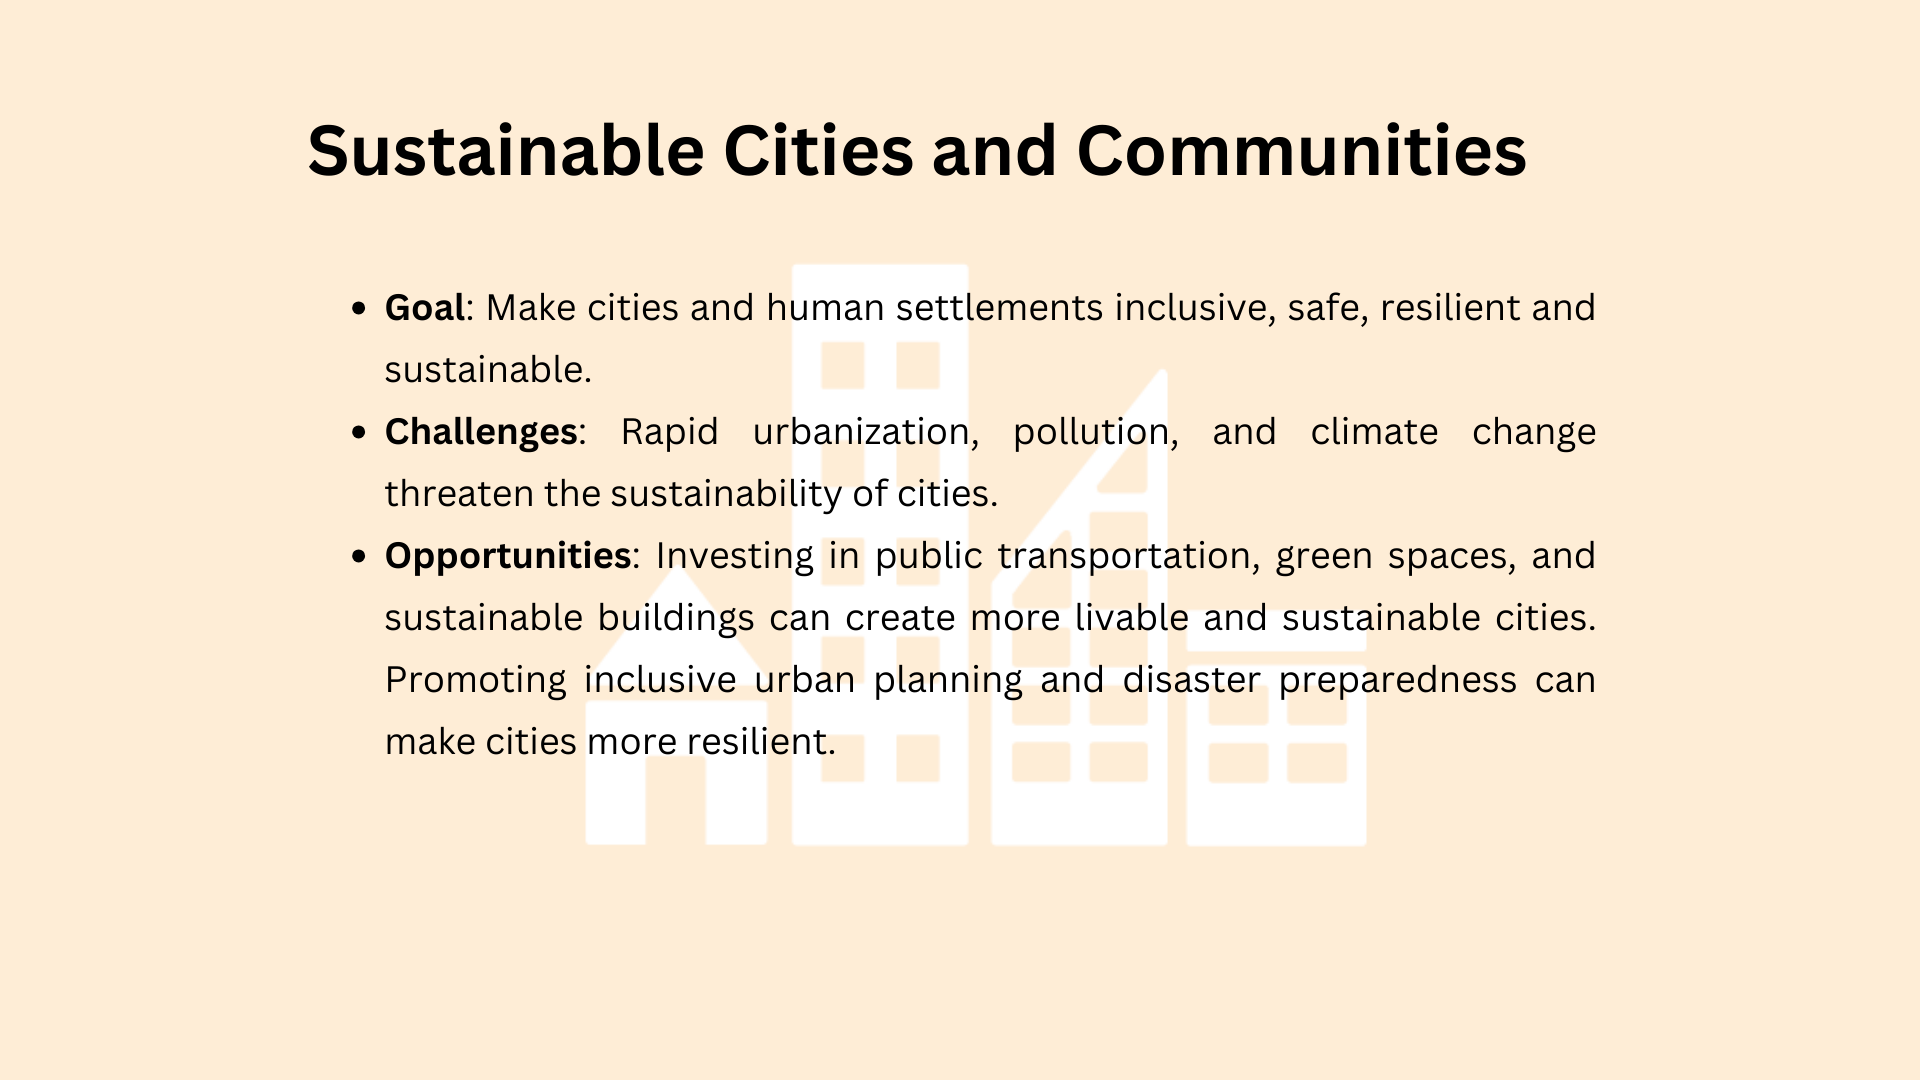 Sustainable Cities and Communities
• Goal: Make cities and human settlements inclusive, safe, resilient and
sustainable.
• Challenges: Rapid urbanization, pollution, and climate change
threaten the sustainability of cities.
• Opportunities: Investing in public transportation, green spaces, and
sustainable buildings can create more livable and sustainable cities.
Promoting inclusive urban planning and disaster preparedness can
make cities more resilient.